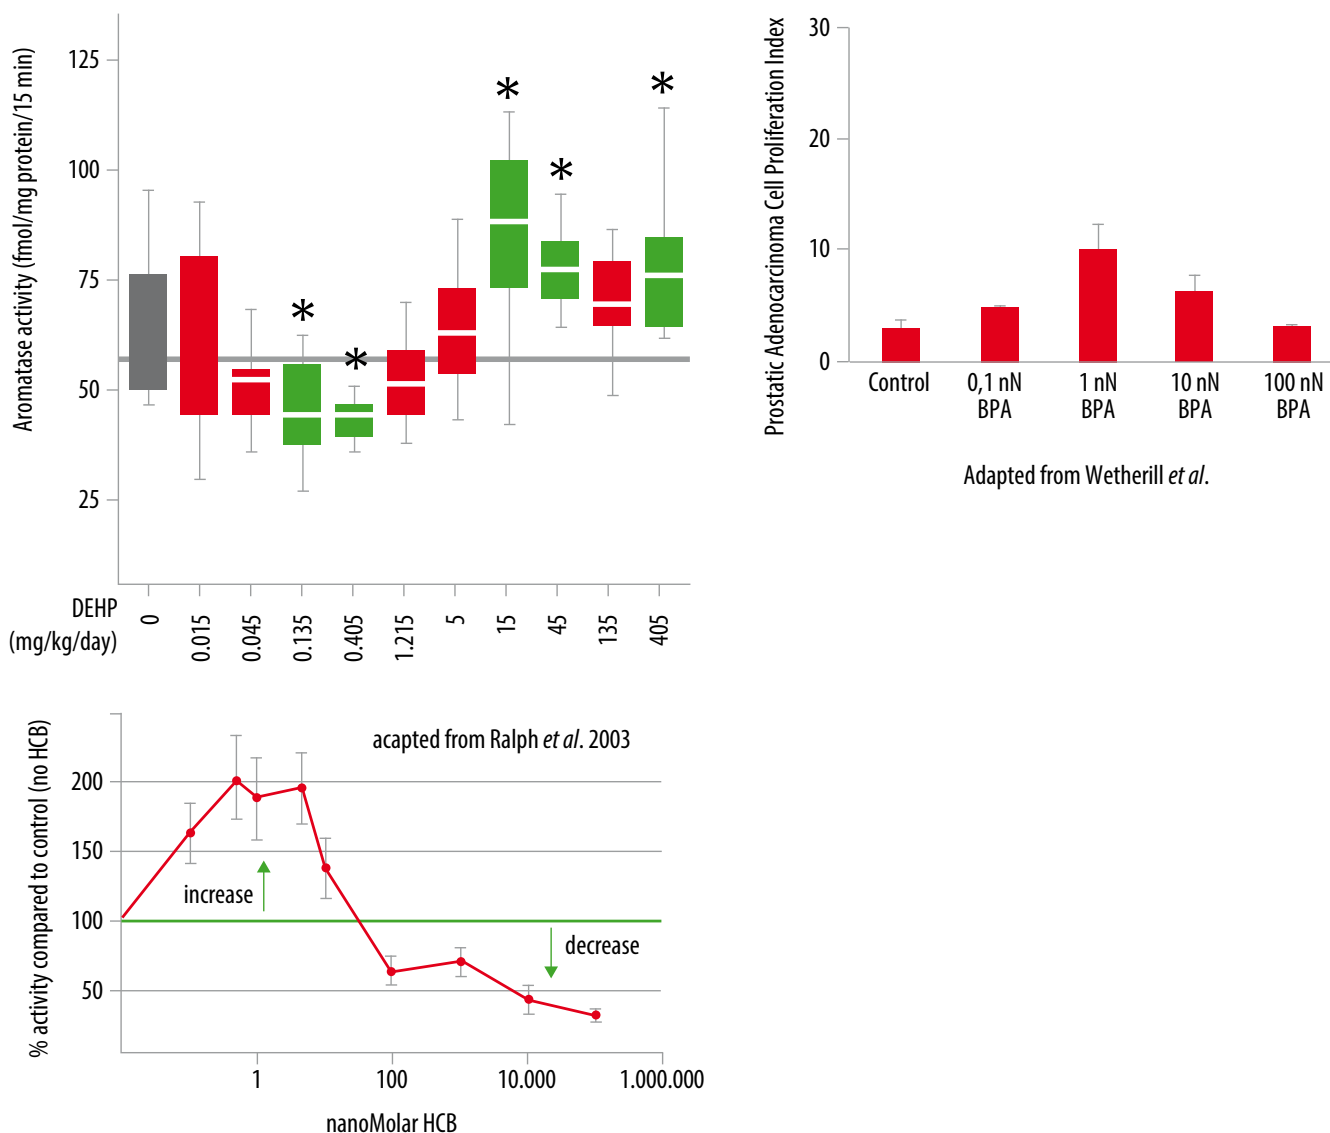 Aromatase activity (fmol/mg protein/15 min)
125
100
75
50
25
*
*
*
*
*
DEHP
(mg/kg/day)
0
0.015
0.045
0.135
0.405
1.215
5
15
45
135
405
Prostatic Adenocarcinoma Cell Proliferation Index
30
20
10
0
Control
0,1 nN
BPA
1 nN
BPA
10 nN
BPA
100 nN
BPA
Adapted from Wetherill et al.
% activity compared to control (no HCB)
acapted from Ralph et al. 2003
200
150
100
50
increase
decrease
1
100
10.000
1.000.000
nanoMolar HCB